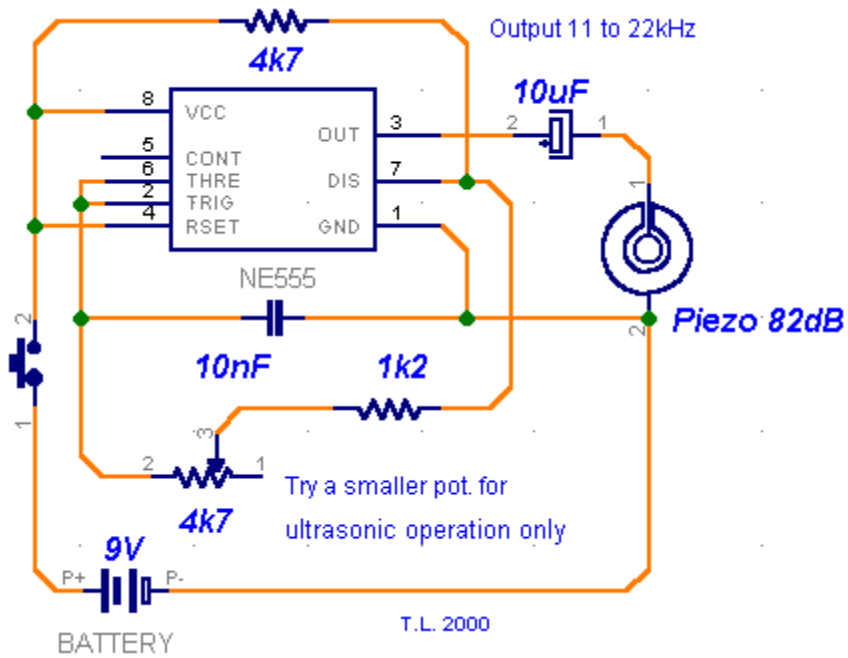 Output 11 to 22kHz
4k7
10uF
8
VCC
3
OUT
2
1
5
CONT
6
THRE
DIS
7
2
TRIG
4
RSET
GND
1
1
NE555
2
Piezo 82dB
2
10nF
1k2
1
3
2
1
Try a smaller pot. for
4k7
ultrasonic operation only
9V
P+
P-
T.L. 2000
BATTERY